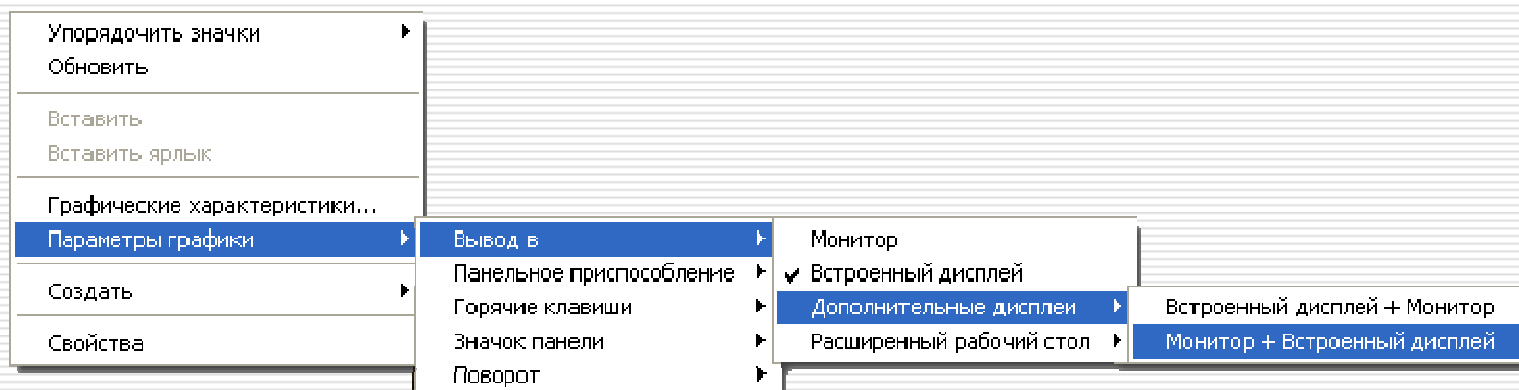 Упорядочить значки
Обновить
Вставить
Вставить ярлык
Графические характеристики...
Параметры графики
Создать
Свойства
Вывод в
Панельное приспособление
Горячие клавиши
Значок панели
Поворот
Монитор
Встроенный дисплей
Дополнительные дисплеи
Расширенный рабочий стол
Встроенный дисплей + Монитор
Монитор + Встроенный дисплей